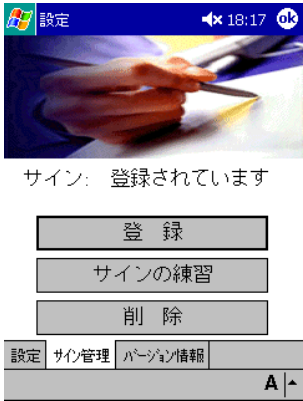 設定 18:17 ok
サイン: 登録されています
登 録
サインの練習
削 除
設定 サイン管理 バージョン情報
A